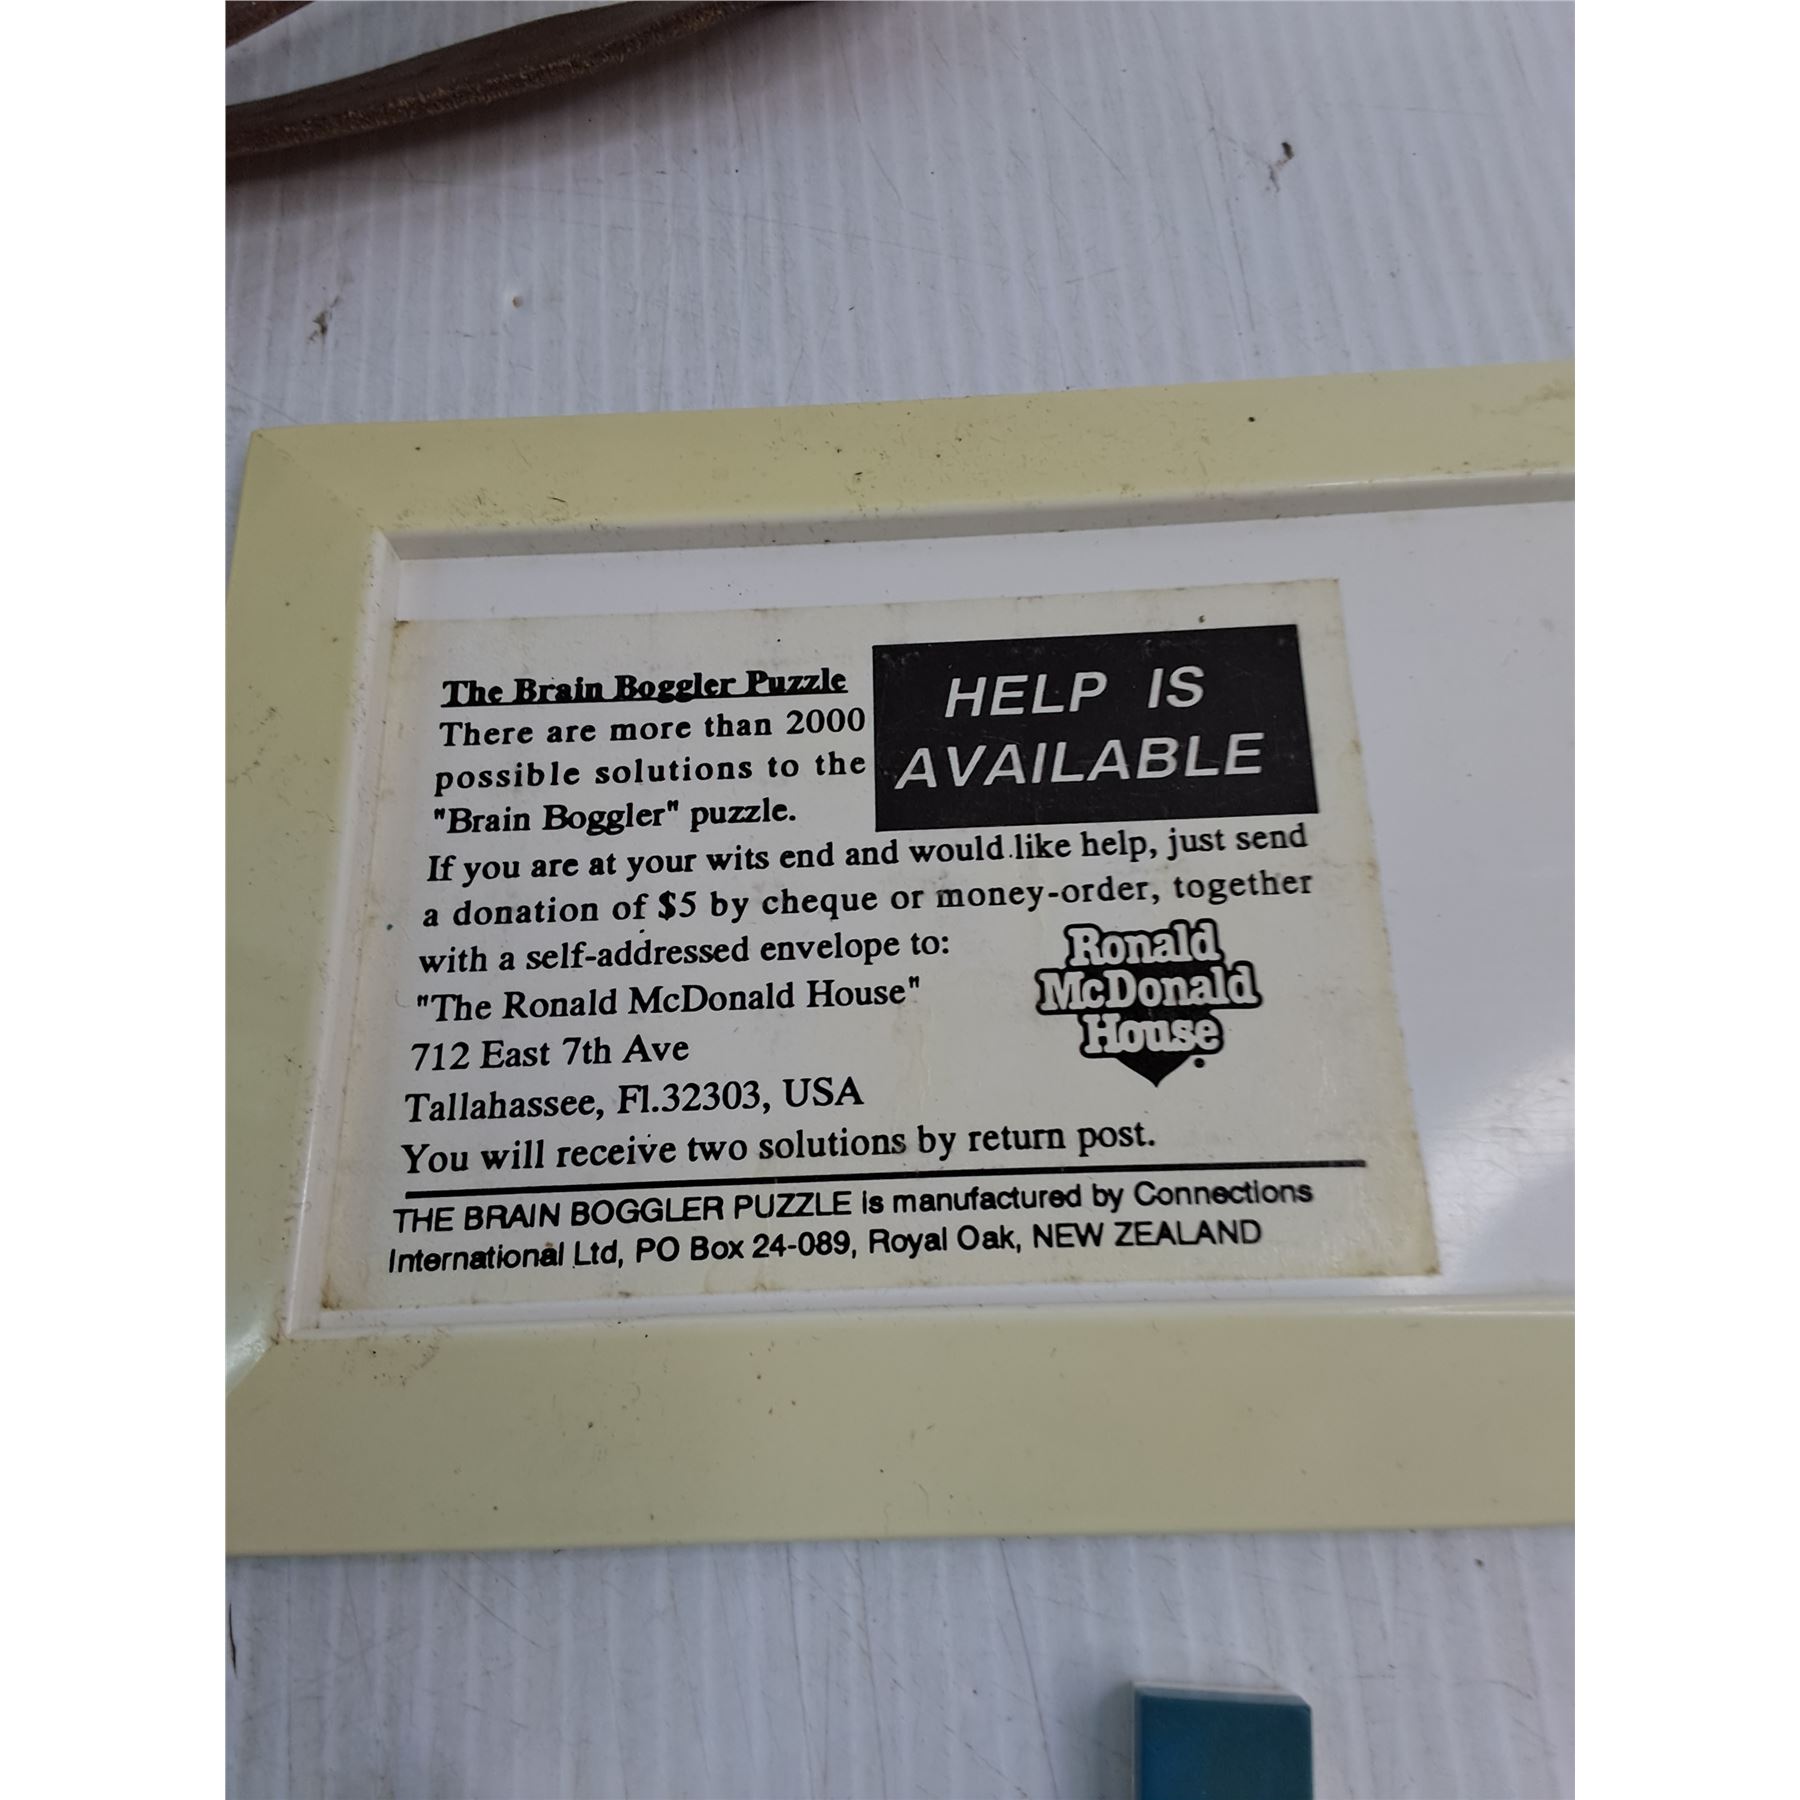 The Brain Boggler Puzzle
There are more than 2000
possible solutions to the
"Brain Boggler" puzzle.
HELP IS
AVAILABLE
If you are at your wits end and would like help, just send
a donation of $5 by cheque or money-order, together
with a self-addressed envelope to:
"The Ronald McDonald House"
712 East 7th Ave
Tallahassee, Fl.32303, USA
Ronald
McDonald
House
You will receive two solutions by return post.
THE BRAIN BOGGLER PUZZLE is manufactured by Connections
International Ltd, PO Box 24-089, Royal Oak, NEW ZEALAND